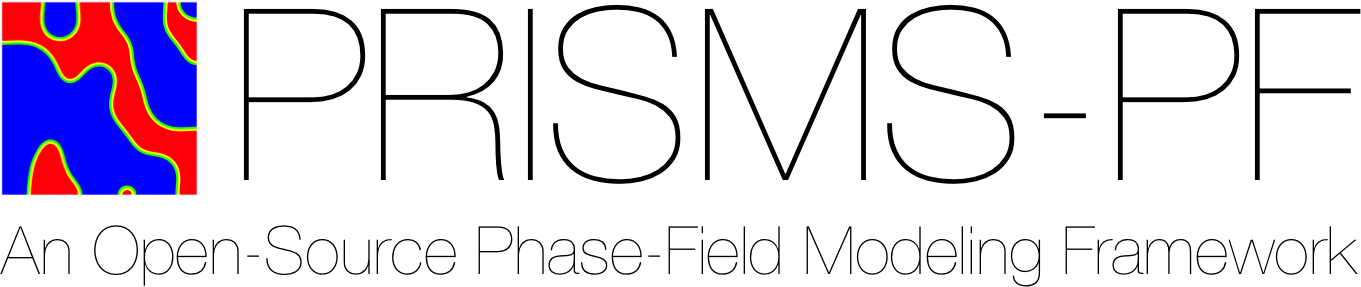 PRISMS-PF
An Open-Source Phase-Field Modeling Framework